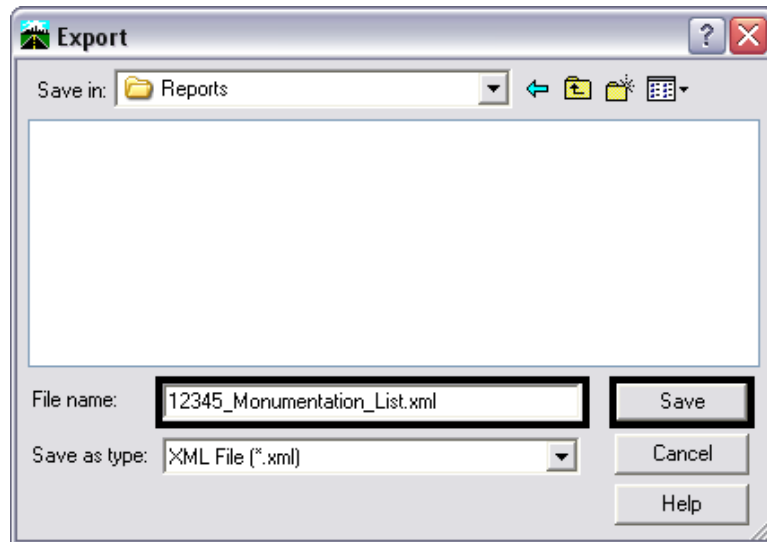 Export
Save in: Reports
File name: 12345_Monumentation_List.xml Save
Save as type: XML File (*.xml) Cancel
Help